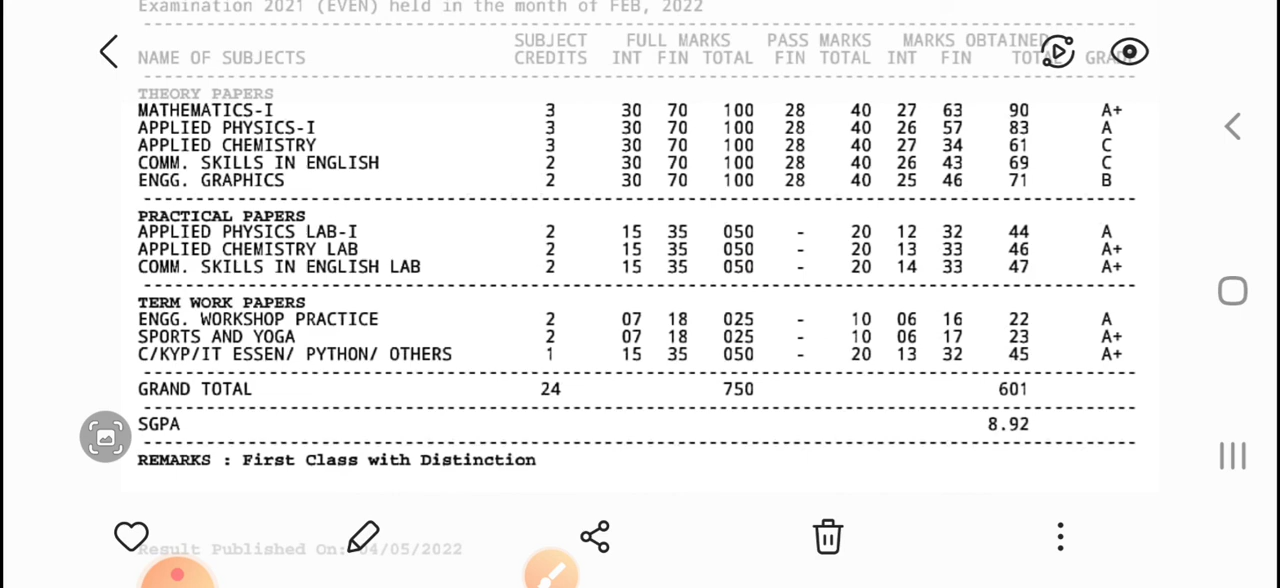 Examination 2021 (EVEN) held in the month of FEB, 2022
SUBJECT FULL MARKS PASS MARKS MARKS OBTAINED
NAME OF SUBJECTS CREDITS INT FIN TOTAL FIN TOTAL INT FIN
THEORY PAPERS
MATHEMATICS-I 3 30 70 100 28 40 27 63 90 A+
APPLIED PHYSICS-I 3 30 70 100 28 40 26 57 83 A
APPLIED CHEMISTRY 3 30 70 100 28 40 27 34 61 C
COMM. SKILLS IN ENGLISH 2 30 70 100 28 40 26 43 69 C
ENGG. GRAPHICS 2 30 70 100 28 40 25 46 71 B
PRACTICAL PAPERS
APPLIED PHYSICS LAB-I 2 15 35 050 - 20 12 32 44 A
APPLIED CHEMISTRY LAB 2 15 35 050 - 20 13 33 46 A+
COMM. SKILLS IN ENGLISH LAB 2 15 35 050 - 20 14 33 47 A+
TERM WORK PAPERS
ENGG. WORKSHOP PRACTICE 2 07 18 025 - 10 06 16 22 A
SPORTS AND YOGA 2 07 18 025 - 10 06 17 23 A+
C/KYP/IT ESSEN/ PYTHON/ OTHERS 1 15 35 050 - 20 13 32 45 A+
GRAND TOTAL 24 750 601
SGPA 8.92
REMARKS : First Class with Distinction
Result Published On: 4/05/2022